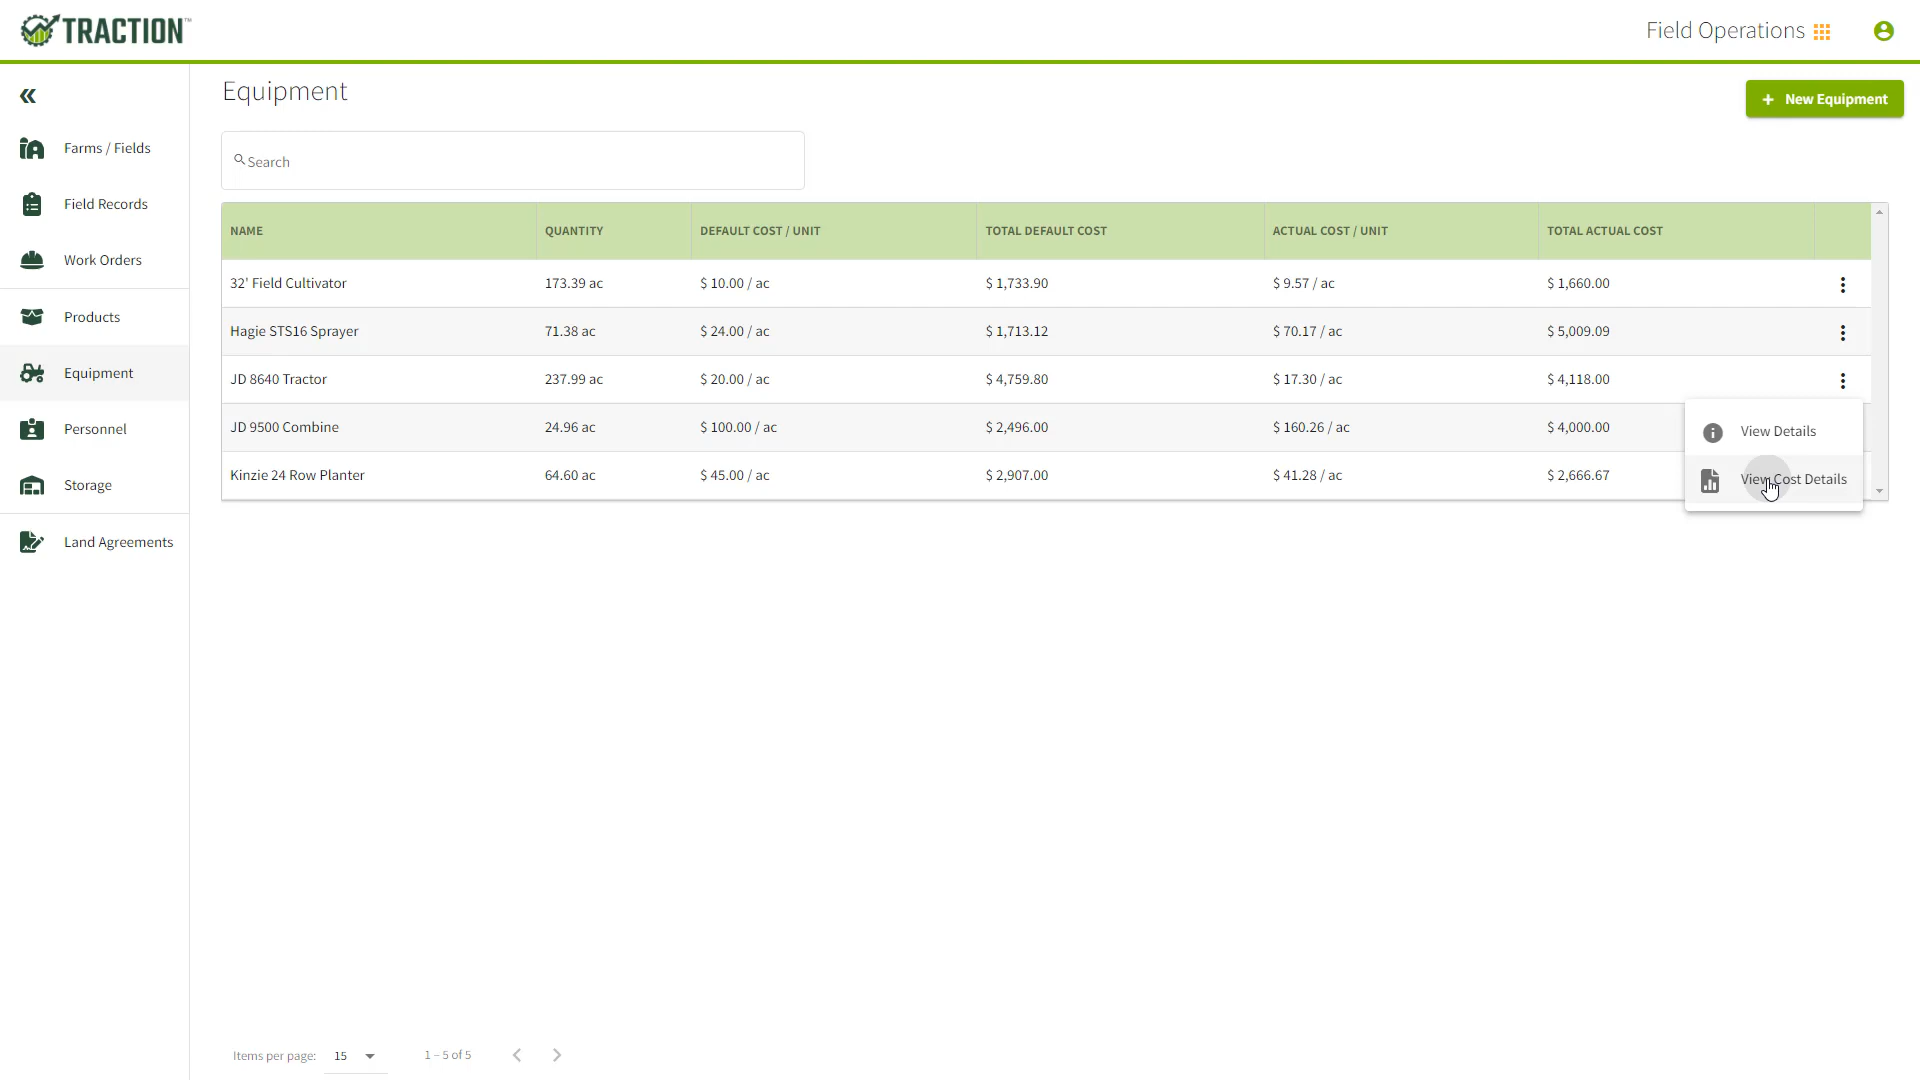 TRACTION™
Field Operations
Equipment
+ New Equipment
Farms / Fields
Field Records
Work Orders
Products
Equipment
Personnel
Storage
Land Agreements
Search
NAME QUANTITY DEFAULT COST / UNIT TOTAL DEFAULT COST ACTUAL COST / UNIT TOTAL ACTUAL COST
32' Field Cultivator 173.39 ac $ 10.00 / ac $ 1,733.90 $ 9.57 / ac $ 1,660.00
Hagie STS16 Sprayer 71.38 ac $ 24.00 / ac $ 1,713.12 $ 70.17 / ac $ 5,009.09
JD 8640 Tractor 237.99 ac $ 20.00 / ac $ 4,759.80 $ 17.30 / ac $ 4,118.00
JD 9500 Combine 24.96 ac $ 100.00 / ac $ 2,496.00 $ 160.26 / ac $ 4,000.00
Kinzie 24 Row Planter 64.60 ac $ 45.00 / ac $ 2,907.00 $ 41.28 / ac $ 2,666.67
View Details
View Cost Details
Items per page: 15 1 – 5 of 5